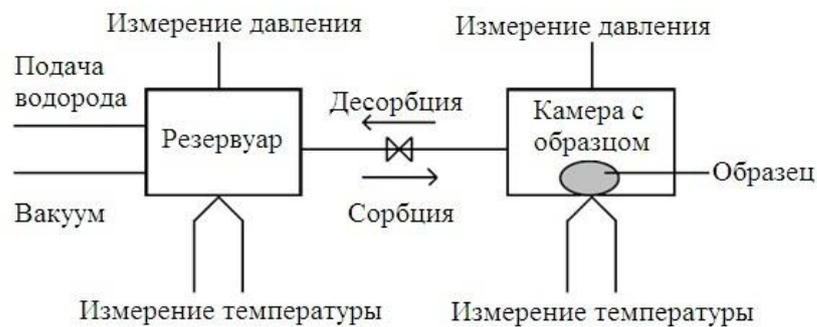 Измерение давления
Измерение давления
Подача
водорода
Десорбция
Камера с
образцом
Резервуар
Образец
Вакуум
Сорбция
Измерение температуры
Измерение температуры